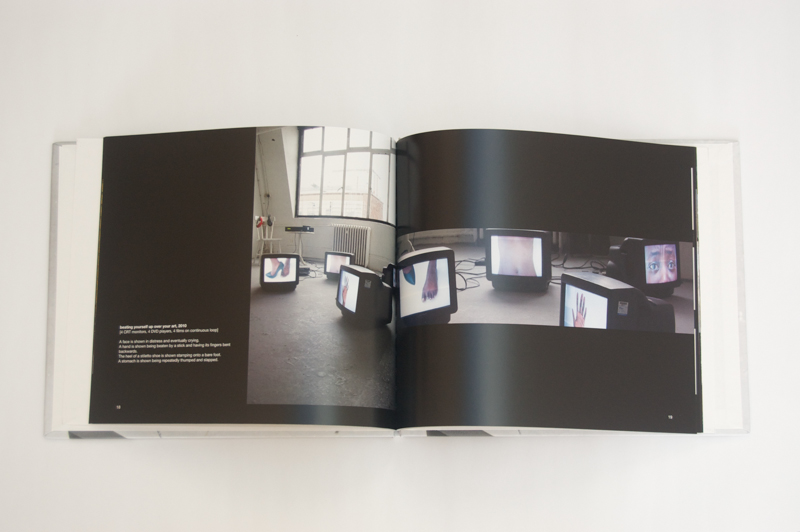 beating yourself up over your art, 2010
[4 CRT monitors, 4 DVD players, 4 films on continuous loop]
A face is shown in distress and eventually crying.
A hand is shown being beaten by a stick and having its fingers bent
backwards.
The heel of a stiletto shoe is shown stamping onto a bare foot.
A stomach is shown being repeatedly thumped and slapped.